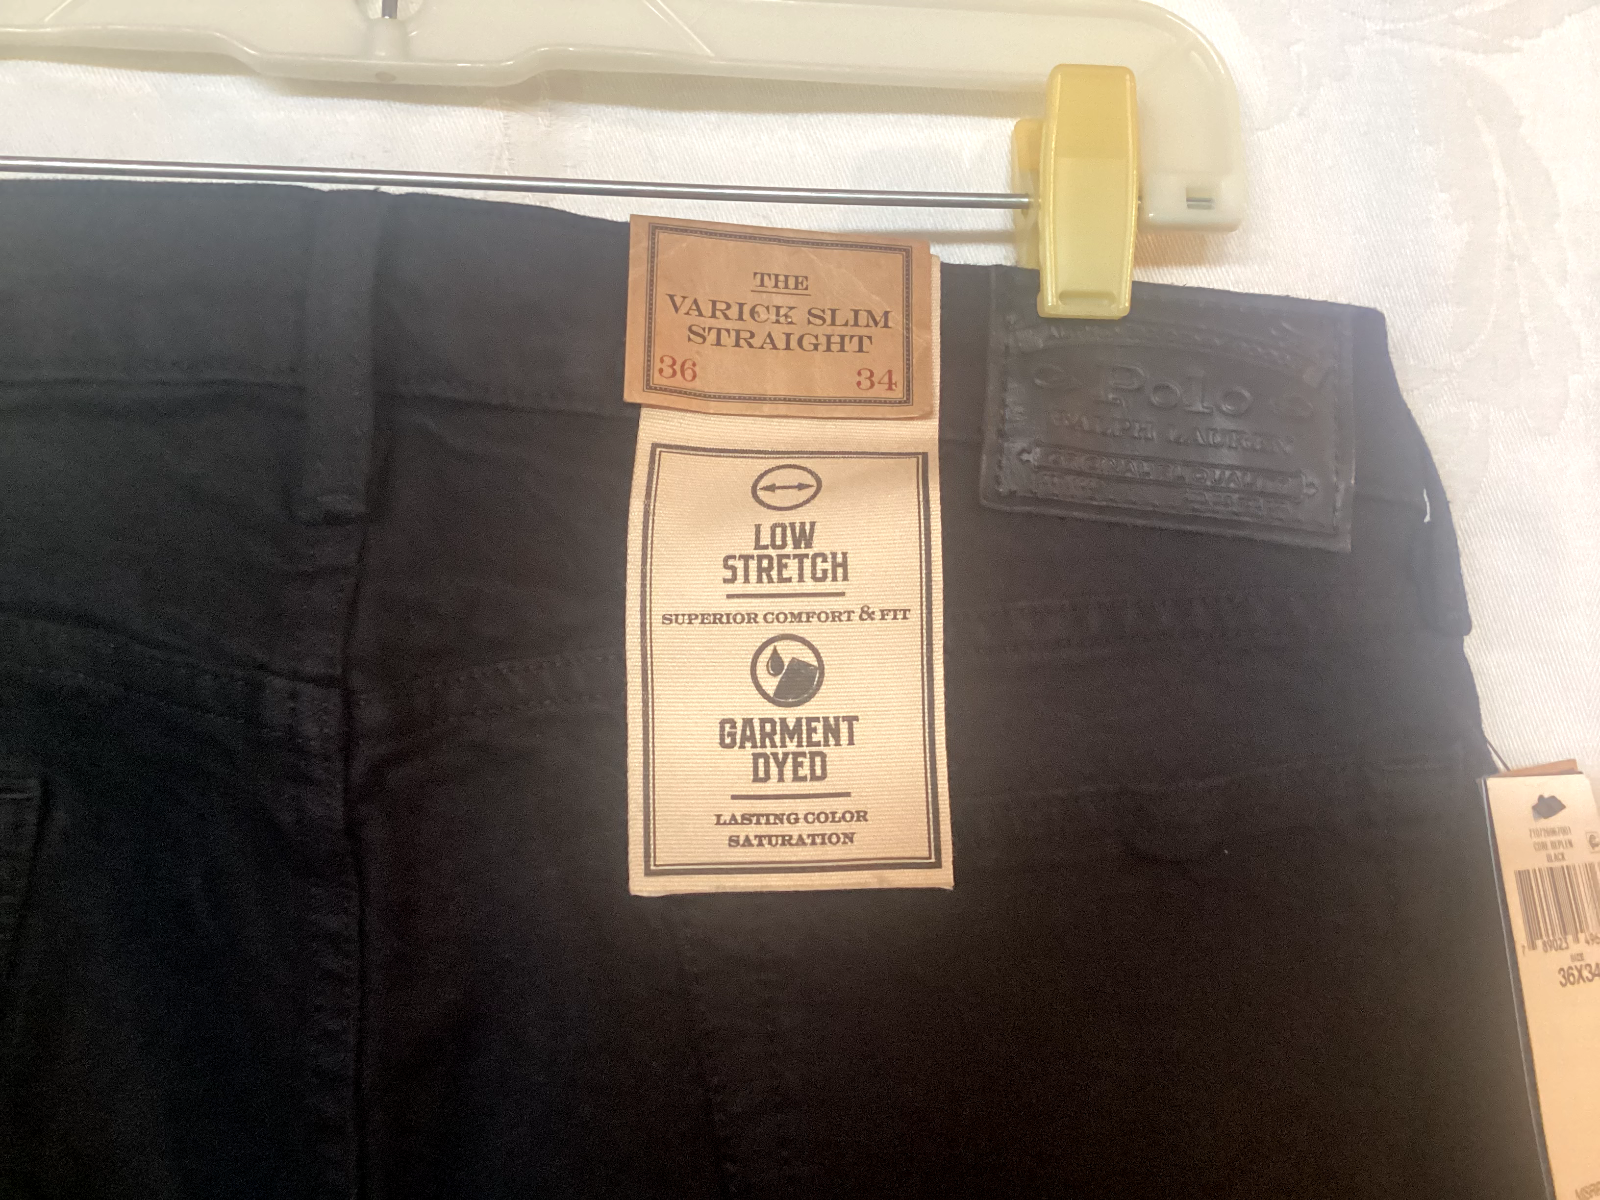 THE
VARICK SLIM
STRAIGHT
36 34
LOW
STRETCH
SUPERIOR COMFORT & FIT
GARMENT
DYED
LASTING COLOR
SATURATION
Polo
RALPH LAUREN
BLACK
SIZE
36X34